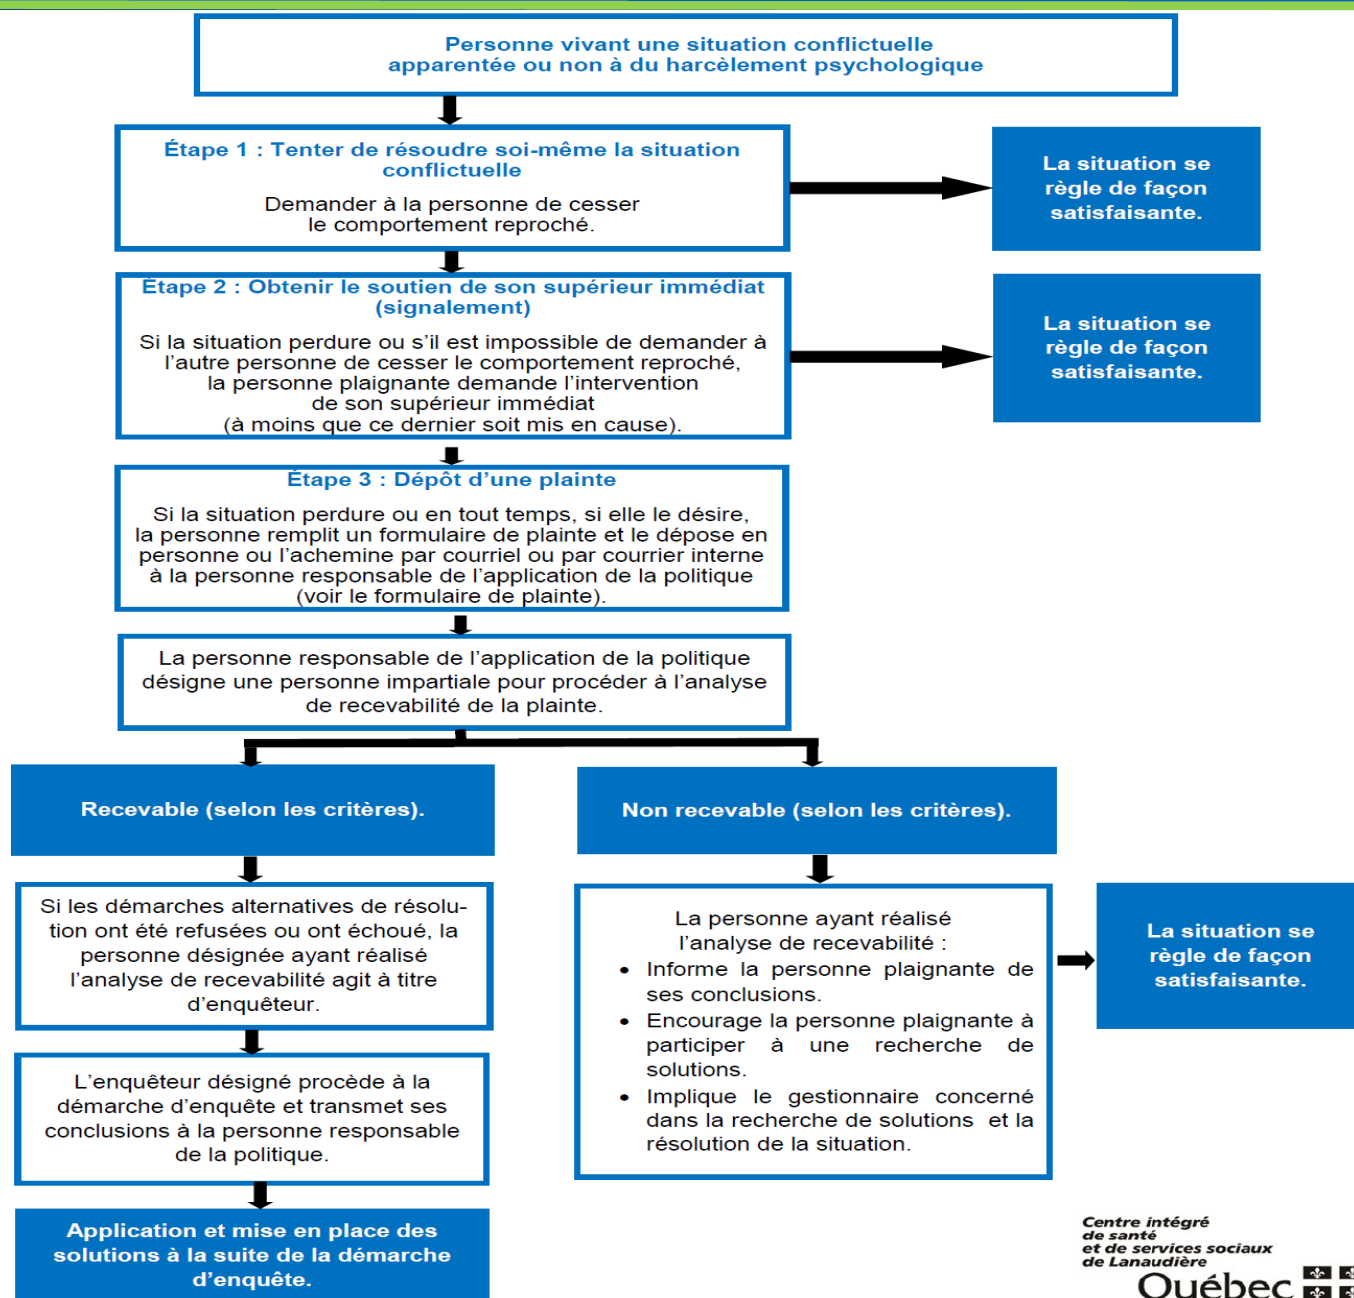 Personne vivant une situation conflictuelle
apparentée ou non à du harcèlement psychologique
Étape 1 : Tenter de résoudre soi-même la situation
conflictuelle
Demander à la personne de cesser
le comportement reproché.
La situation se
règle de façon
satisfaisante.
Étape 2 : Obtenir le soutien de son supérieur immédiat
(signalement)
Si la situation perdure ou s’il est impossible de demander à
l’autre personne de cesser le comportement reproché,
la personne plaignante demande l’intervention
de son supérieur immédiat
(à moins que ce dernier soit mis en cause).
La situation se
règle de façon
satisfaisante.
Étape 3 : Dépôt d’une plainte
Si la situation perdure ou en tout temps, si elle le désire,
la personne remplit un formulaire de plainte et le dépose en
personne ou l’achemine par courriel ou par courrier interne
à la personne responsable de l’application de la politique
(voir le formulaire de plainte).
La personne responsable de l’application de la politique
désigne une personne impartiale pour procéder à l’analyse
de recevabilité de la plainte.
Recevable (selon les critères).
Si les démarches alternatives de résolu-
tion ont été refusées ou ont échoué, la
personne désignée ayant réalisé
l’analyse de recevabilité agit à titre
d’enquêteur.
L’enquêteur désigné procède à la
démarche d’enquête et transmet ses
conclusions à la personne responsable
de la politique.
Application et mise en place des
solutions à la suite de la démarche
d’enquête.
Non recevable (selon les critères).
La personne ayant réalisé
l’analyse de recevabilité :
• Informe la personne plaignante de
ses conclusions.
• Encourage la personne plaignante à
participer à une recherche de
solutions.
• Implique le gestionnaire concerné
dans la recherche de solutions et la
résolution de la situation.
La situation se
règle de façon
satisfaisante.
Centre intégré
de santé
et de services sociaux
de Lanaudière
Québec